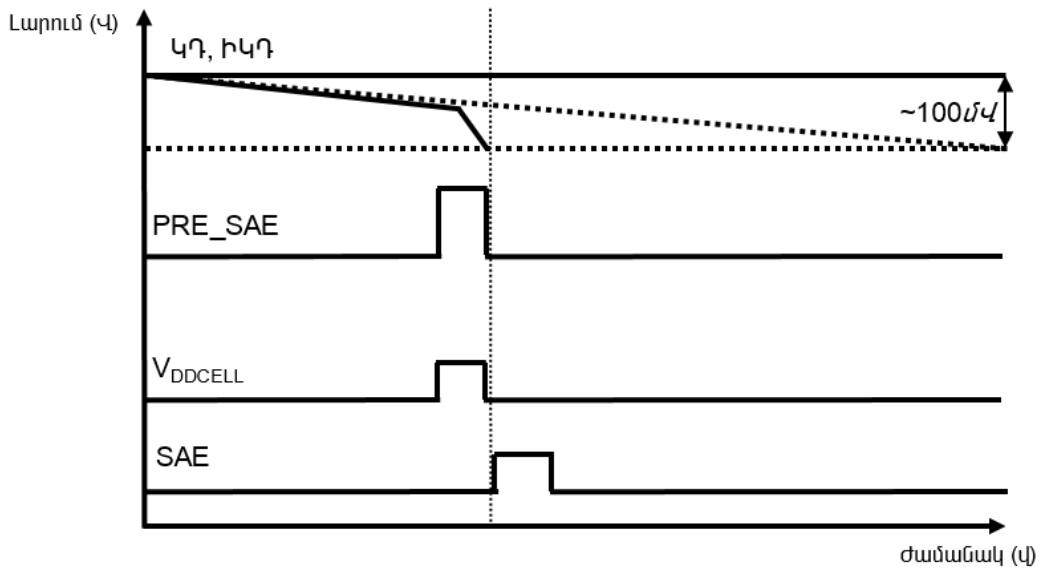 Լարում (Վ)
ԿԴ, ԻԿԴ
~100մՎ
PRE_SAE
VDDCELL
SAE
Ժամանակ (վ)